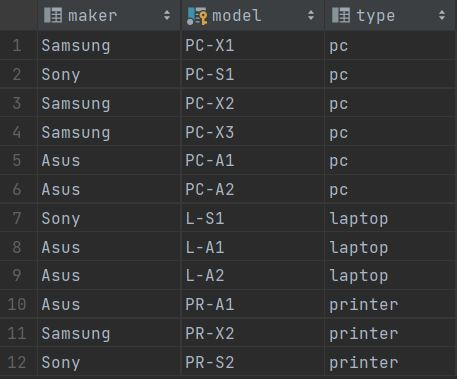 maker model type
1 Samsung PC-X1 pc
2 Sony PC-S1 pc
3 Samsung PC-X2 pc
4 Samsung PC-X3 pc
5 Asus PC-A1 pc
6 Asus PC-A2 pc
7 Sony L-S1 laptop
8 Asus L-A1 laptop
9 Asus L-A2 laptop
10 Asus PR-A1 printer
11 Samsung PR-X2 printer
12 Sony PR-S2 printer